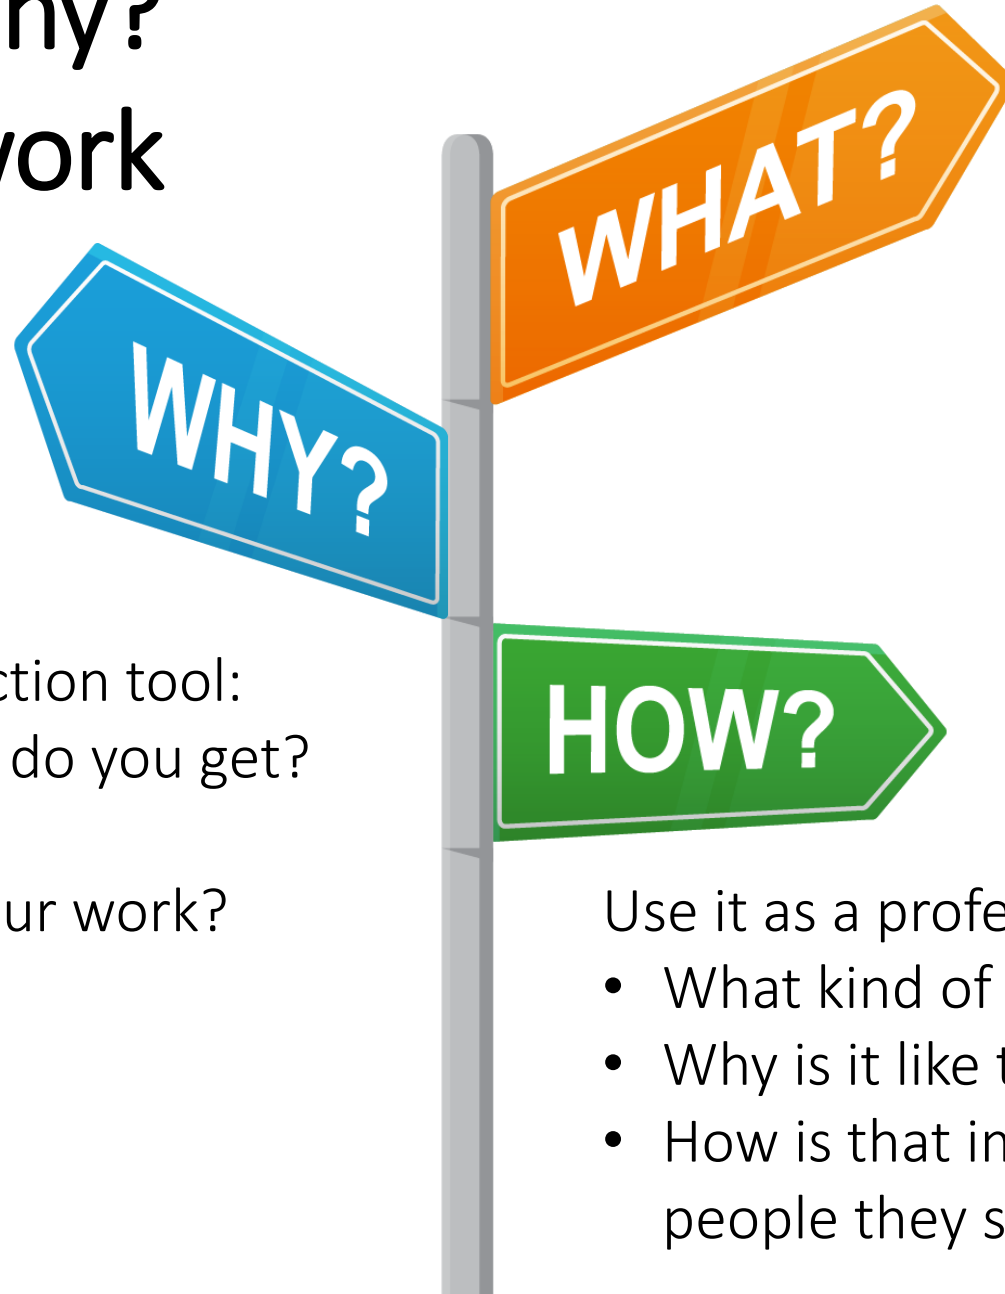 hy?
work
WHAT?
WHY?
HOW?
ction tool:
do you get?
ur work?
Use it as a profe
• What kind of
• Why is it like t
• How is that in
people they s